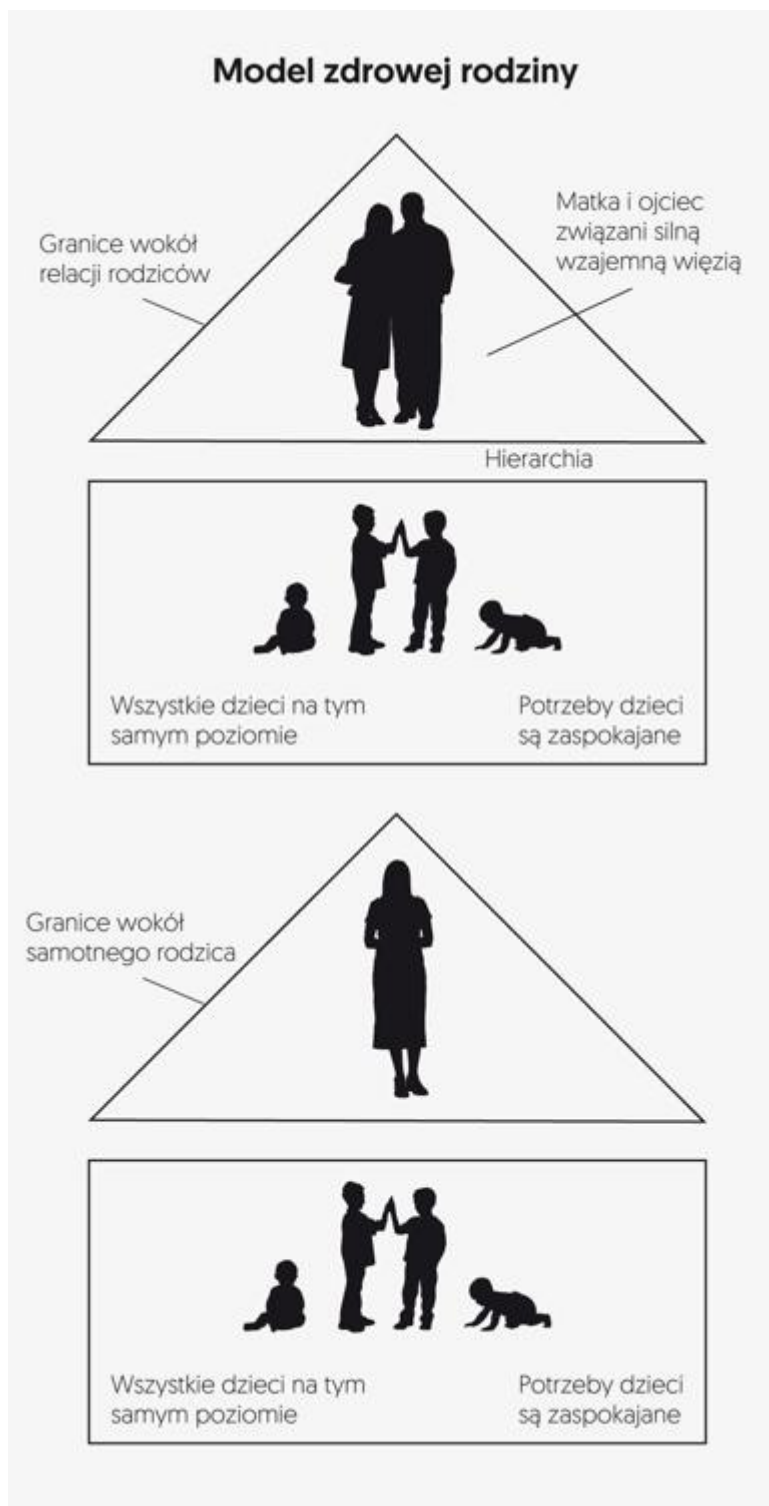 Model zdrowej rodziny
Granice wokół
relacji rodziców
Matka i ojciec
związani silną
wzajemną więzią
Hierarchia
Wszystkie dzieci na tym
samym poziomie
Potrzeby dzieci
są zaspokajane
Granice wokół
samotnego rodzica
Wszystkie dzieci na tym
samym poziomie
Potrzeby dzieci
są zaspokajane